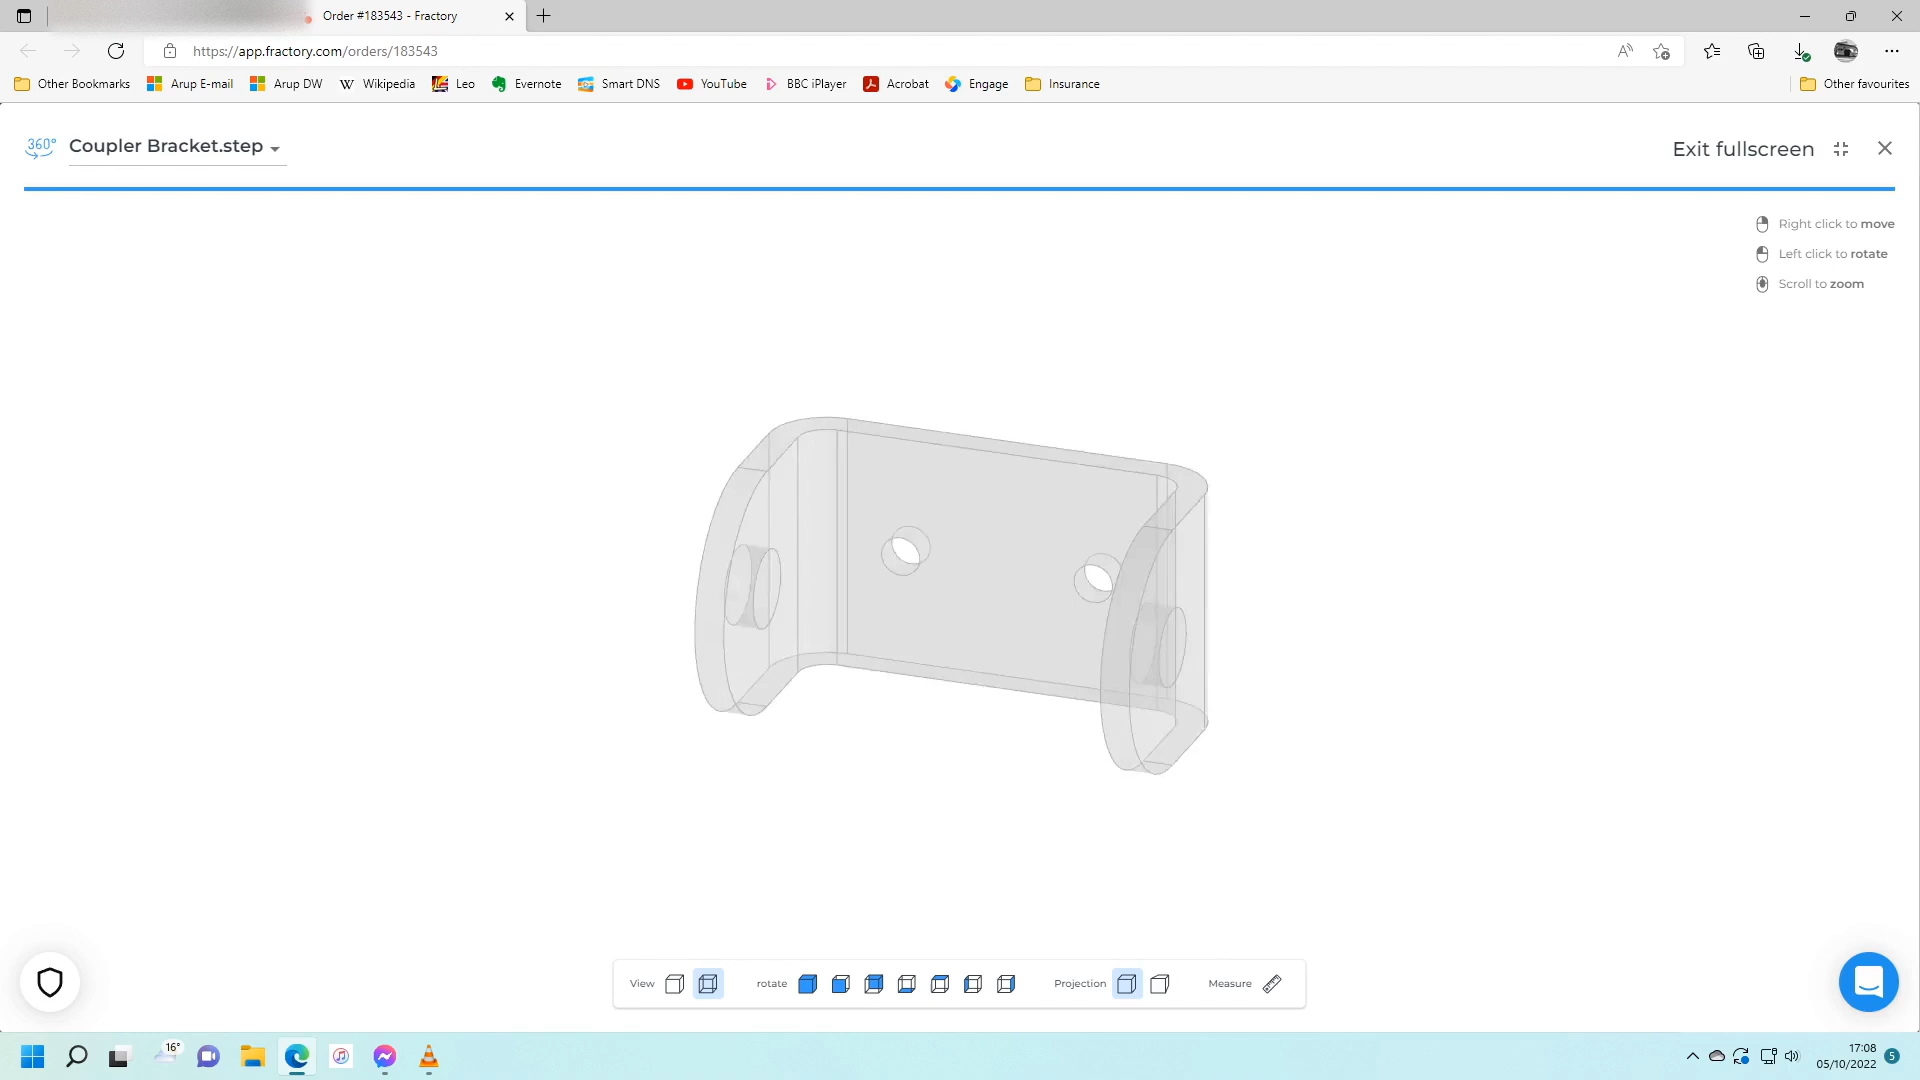 Order #183543 - Fractory
https://app.fractory.com/orders/183543
Other Bookmarks Arup E-mail Arup DW Wikipedia Leo Evernote Smart DNS YouTube BBC iPlayer Acrobat Engage Insurance Other favourites
360° Coupler Bracket.step Exit fullscreen
Right click to move
Left click to rotate
Scroll to zoom
View rotate Projection Measure
16°
17:08
05/10/2022
5